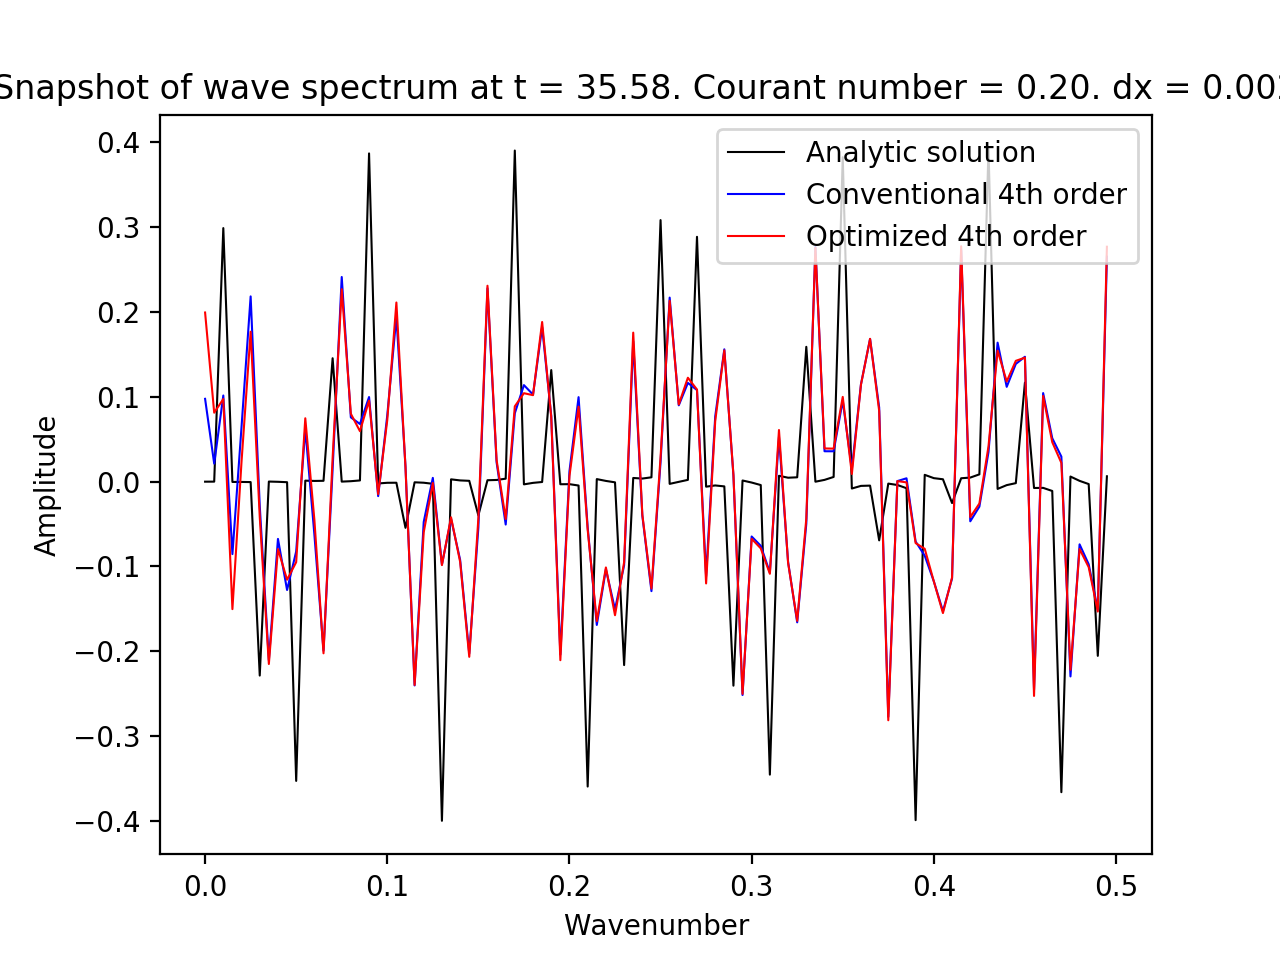 Snapshot of wave spectrum at t = 35.58. Courant number = 0.20. dx =
0.4
0.3
0.2
0.1
0.0
−0.1
−0.2
−0.3
−0.4
Amplitude
Analytic solution
Conventional 4th order
Optimized 4th order
0.0
0.1
0.2
0.3
0.4
0.5
Wavenumber